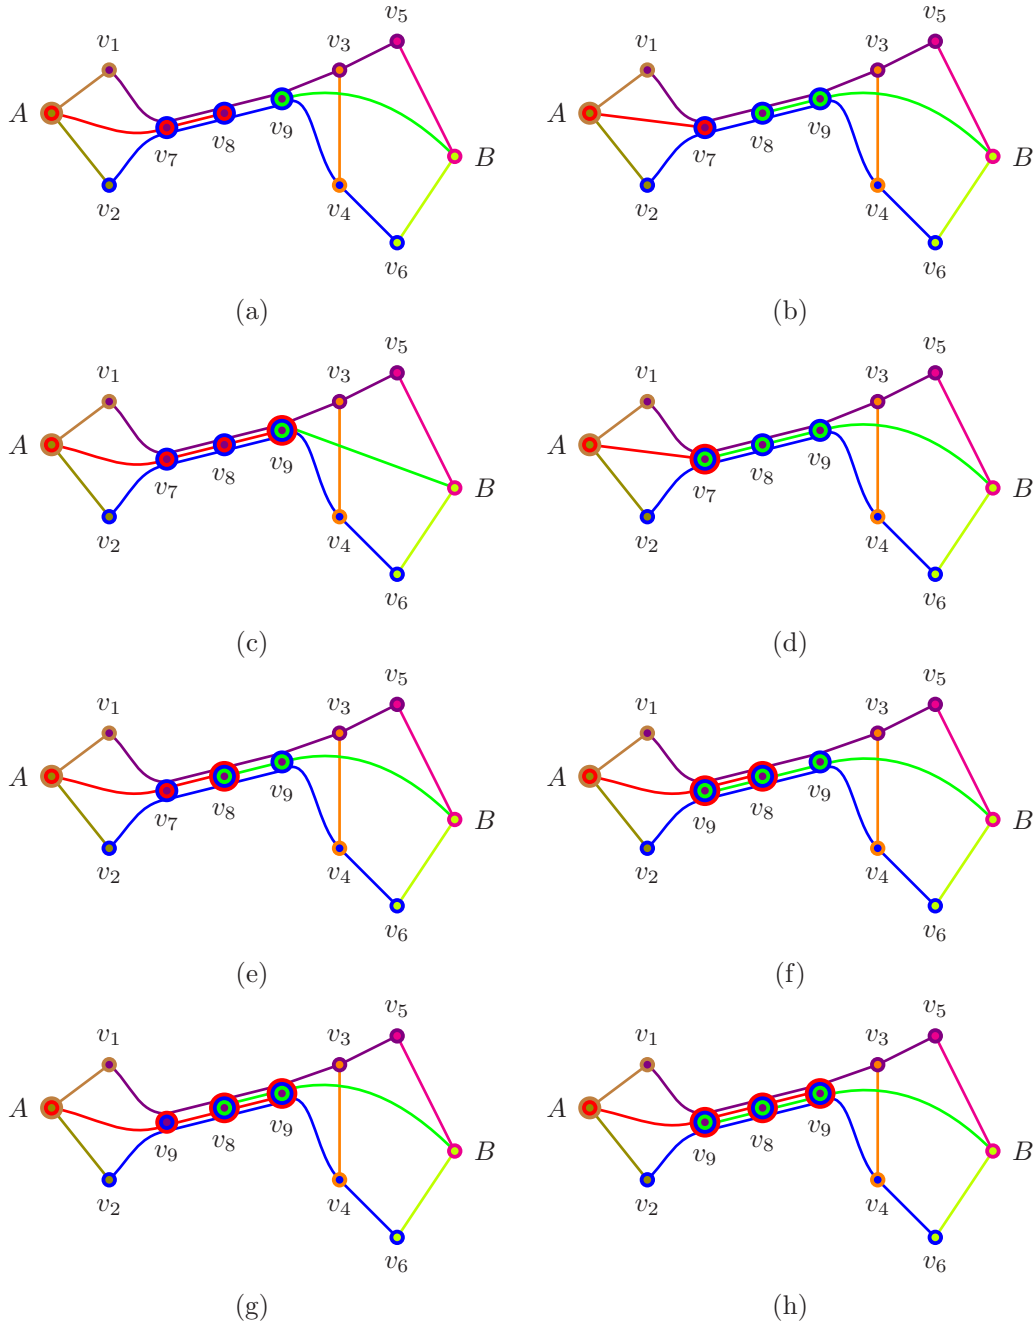 v5 v5
v1 v3 v1 v3
A A
v7 v8 v9 B v7 v8 v9 B
v2 v4 v2 v4
v6 v6
(a) (b)
v5 v5
v1 v3 v1 v3
A A
v7 v8 v9 B v7 v8 v9 B
v2 v4 v2 v4
v6 v6
(c) (d)
v5 v5
v1 v3 v1 v3
A A
v7 v8 v9 B v9 v8 v9 B
v2 v4 v2 v4
v6 v6
(e) (f)
v5 v5
v1 v3 v1 v3
A A
v9 v8 v9 B v9 v8 v9 B
v2 v4 v2 v4
v6 v6
(g) (h)